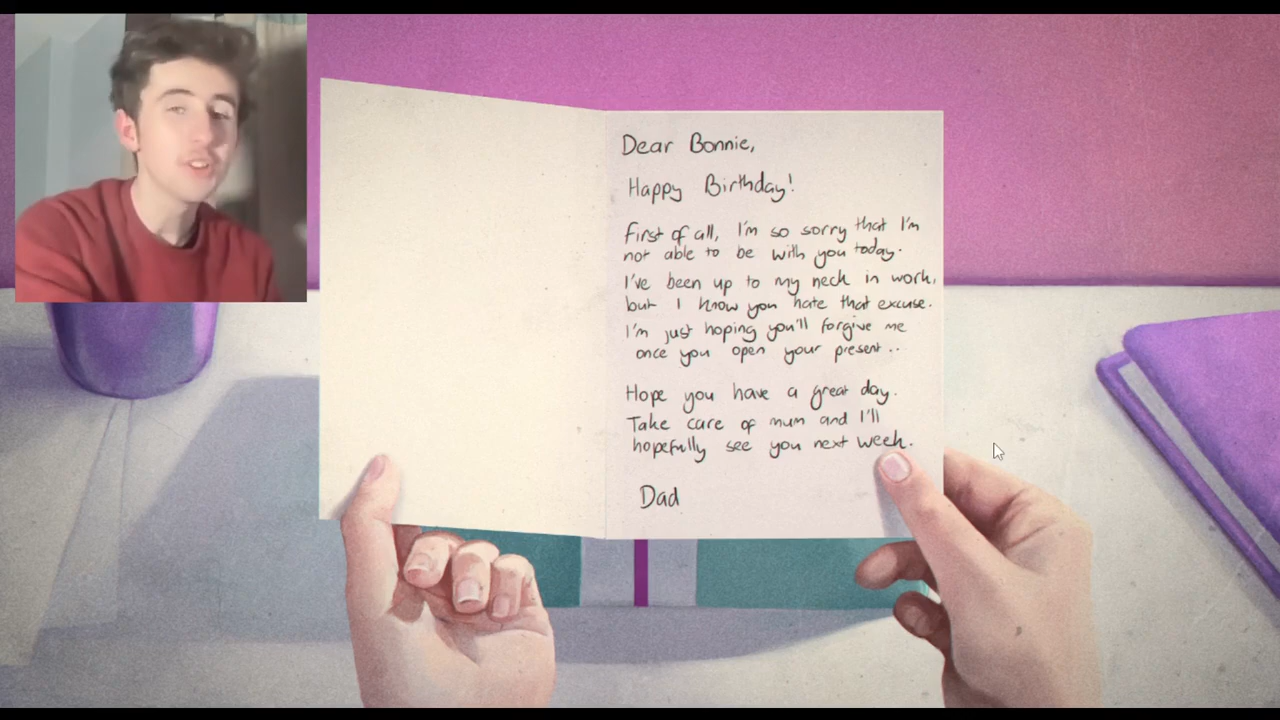 Dear Bonnie,
Happy Birthday!
First of all, I'm so sorry that I'm
not able to be with you today.
I've been up to my neck in work,
but I know you hate that excuse.
I'm just hoping you'll forgive me
once you open your present..
Hope you have a great day.
Take care of mum and I'll
hopefully see you next week.
Dad